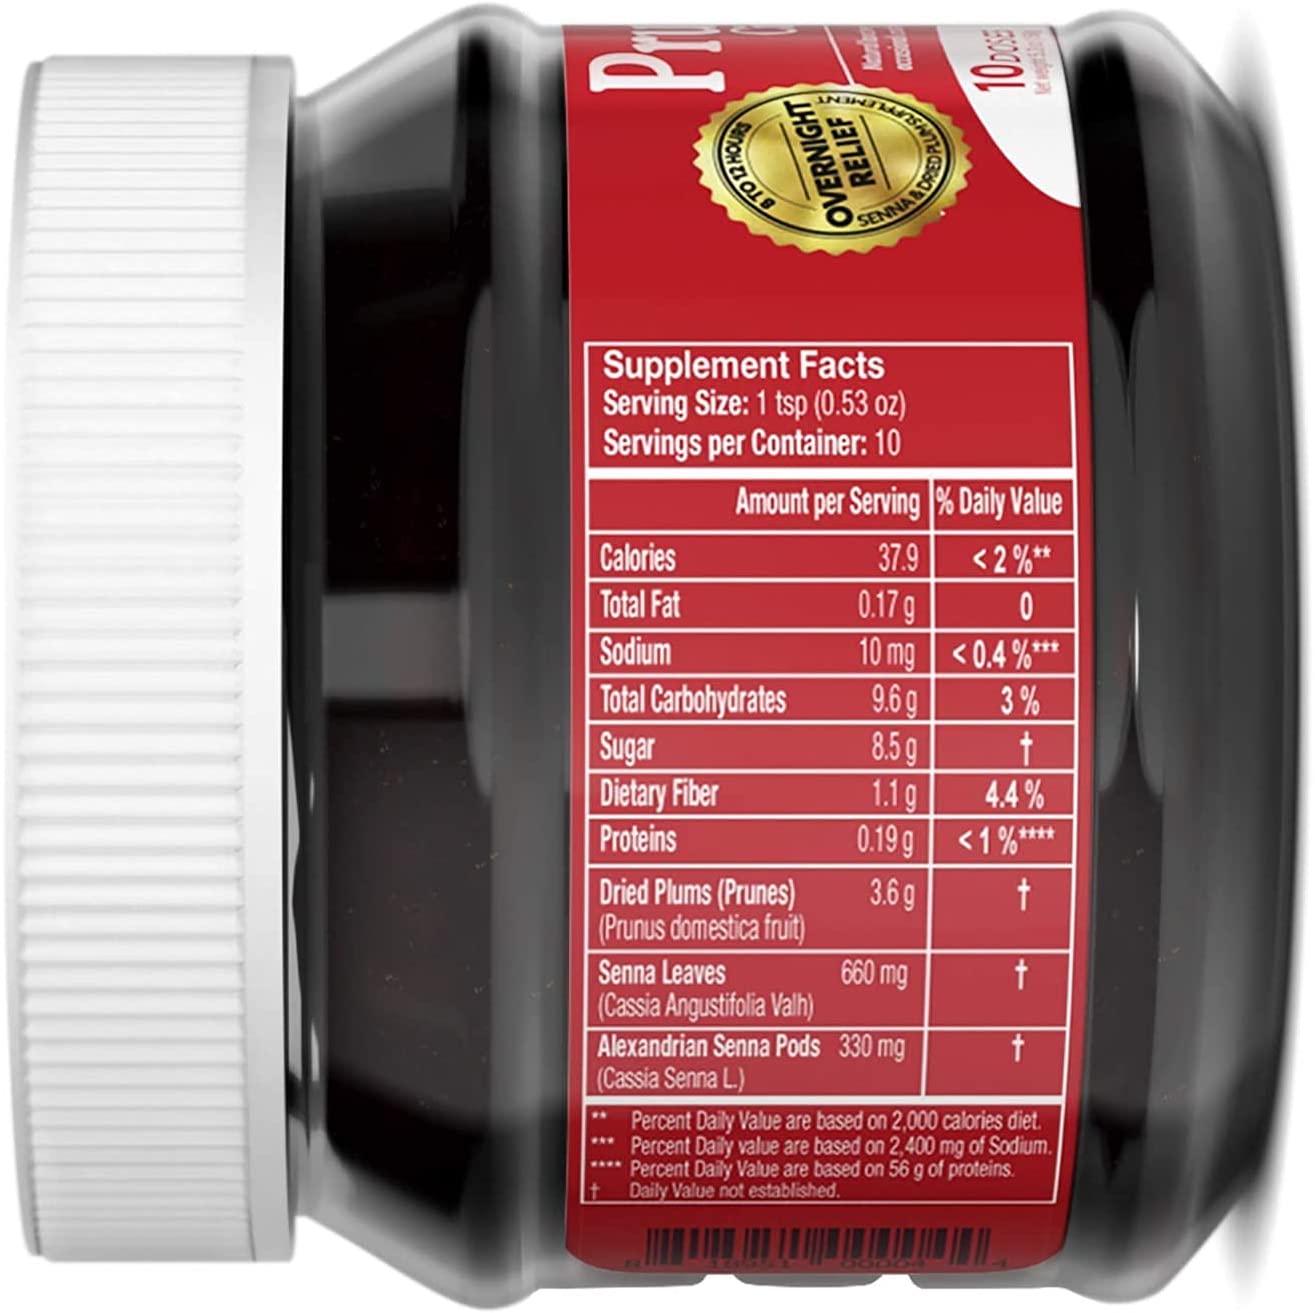 10 DOSES
8 TO 12 HOURS
OVERNIGHT
RELIEF
SENNA & DRIED PLUM SUPPLEMENT
Supplement Facts
Serving Size: 1 tsp (0.53 oz)
Servings per Container: 10
Amount per Serving % Daily Value
Calories 37.9 < 2 %**
Total Fat 0.17 g 0
Sodium 10 mg < 0.4 %***
Total Carbohydrates 9.6 g 3 %
Sugar 8.5 g †
Dietary Fiber 1.1 g 4.4 %
Proteins 0.19 g < 1 %****
Dried Plums (Prunes) 3.6 g †
(Prunus domestica fruit)
Senna Leaves 660 mg †
(Cassia Angustifolia Valh)
Alexandrian Senna Pods 330 mg †
(Cassia Senna L.)
** Percent Daily Value are based on 2,000 calories diet.
*** Percent Daily value are based on 2,400 mg of Sodium.
**** Percent Daily Value are based on 56 g of proteins.
† Daily Value not established.